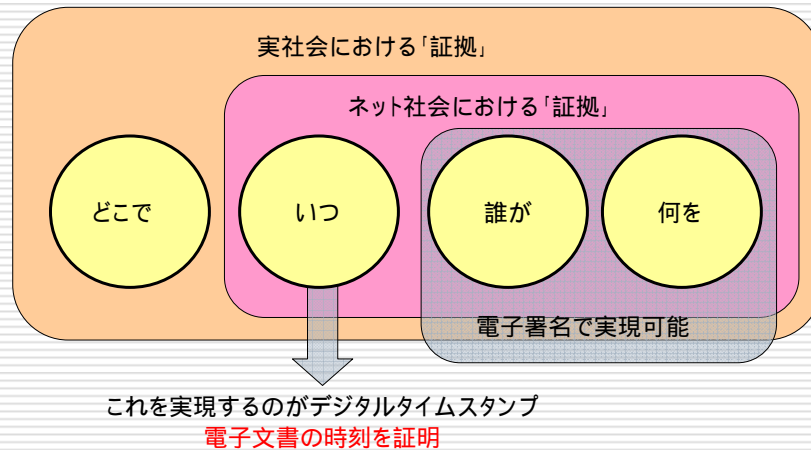 実社会における「証拠」
ネット社会における「証拠」
どこで
いつ
誰が
何を
電子署名で実現可能
これを実現するのがデジタルタイムスタンプ
電子文書の時刻を証明